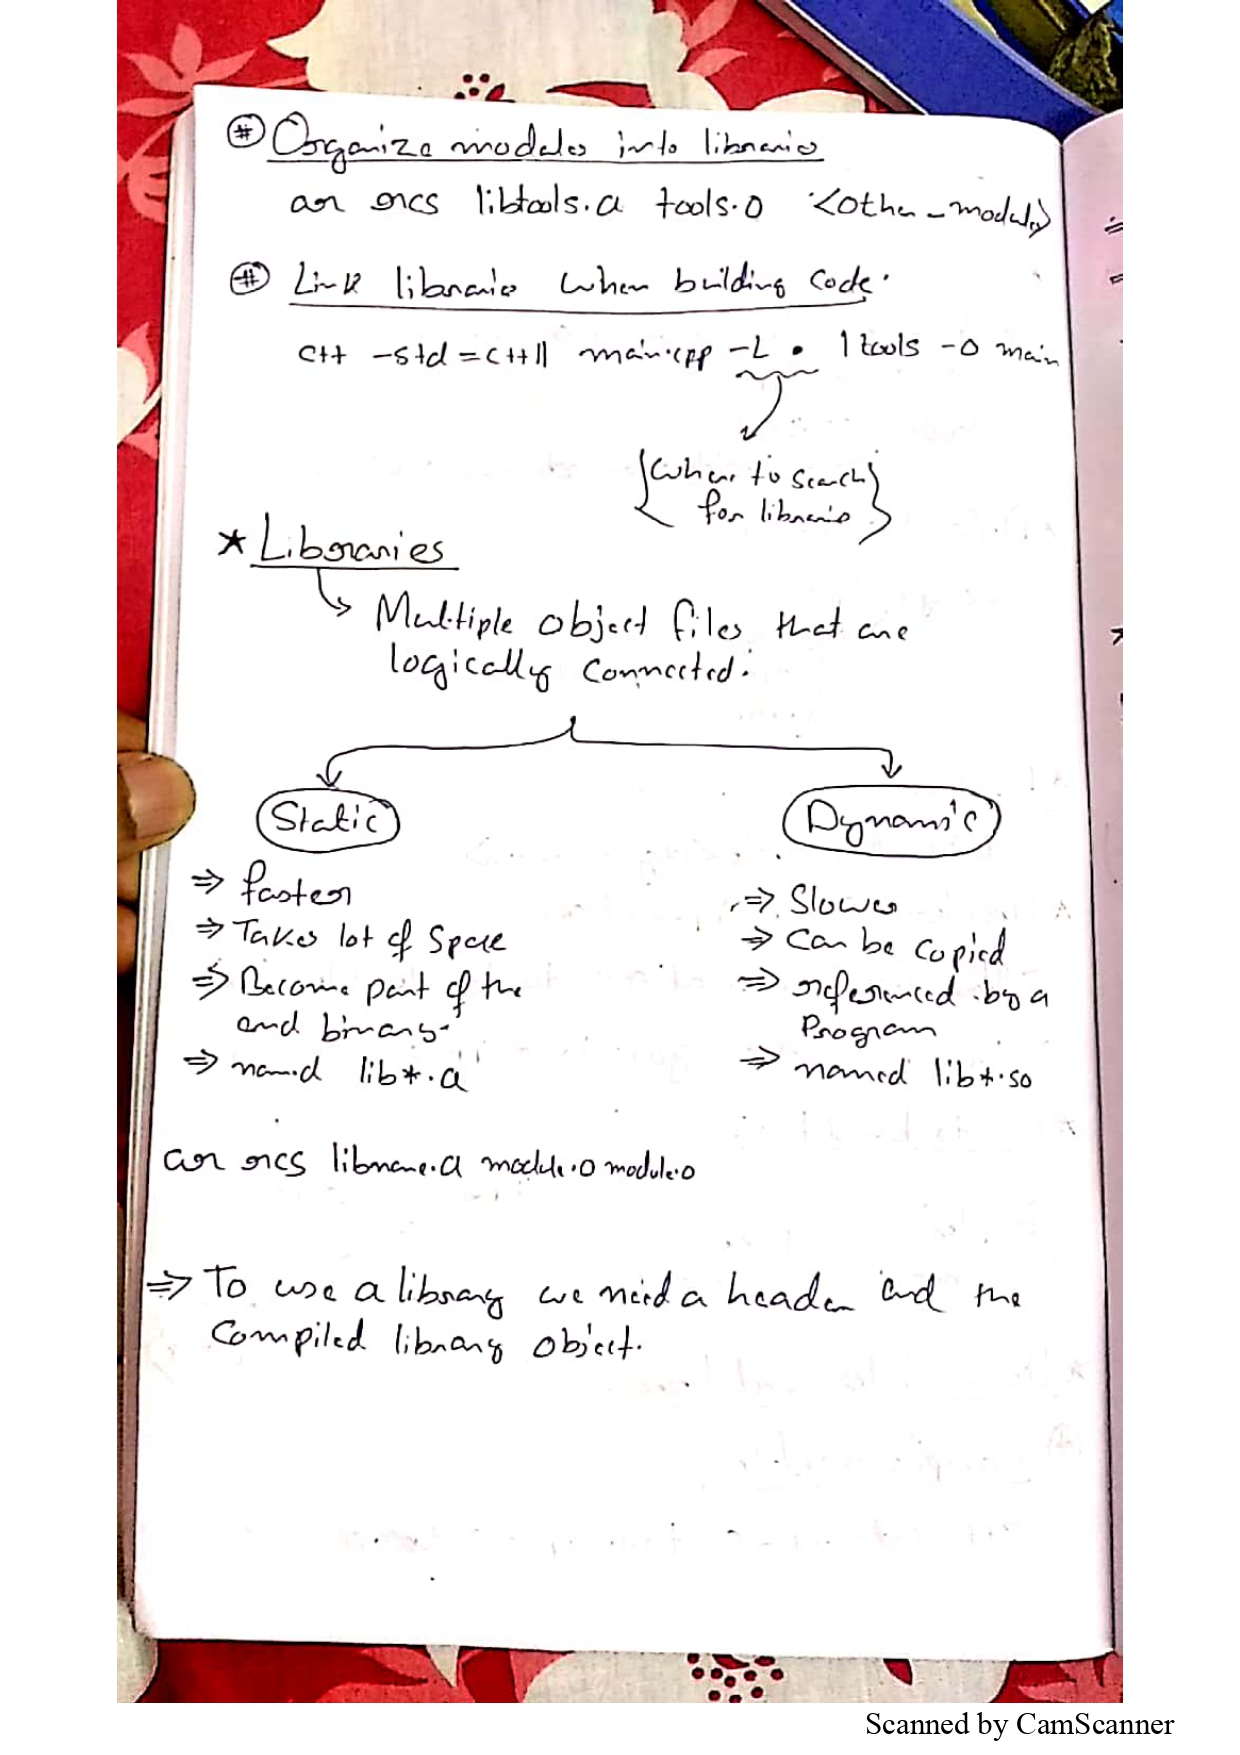 # Organize modules into libraries
ar rcs libtools.a tools.o <other_modules>
# Link libraries when building code.
c++ -std=c++11 main.cpp -L . ltools -o main
{Where to search
for libraries}
* Libraries
↳ Multiple object files that are
logically connected.
Static
Dynamic
⇒ faster
⇒ Takes lot of space
⇒ Become part of the
end binary.
⇒ named lib*.a
⇒ Slower
⇒ Can be copied
⇒ referenced by a
Program
⇒ named lib*.so
ar rcs libname.a module.o module.o
⇒ To use a library we need a header and the
Compiled library object.
Scanned by CamScanner